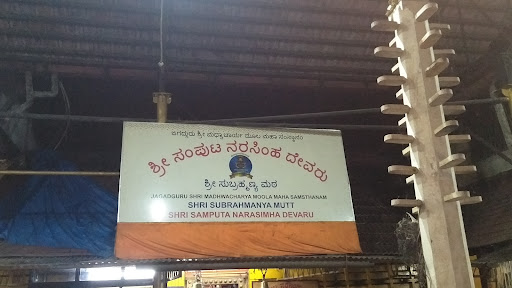 ಜಗದ್ಗುರು ಶ್ರೀ ಮಧ್ವಾಚಾರ್ಯ ಮೂಲ ಮಹಾ ಸಂಸ್ಥಾನಂ
ಶ್ರೀ ಸಂಪುಟ ನರಸಿಂಹ ದೇವರು
ಶ್ರೀ ಸುಬ್ರಹ್ಮಣ್ಯ ಮಠ
JAGADGURU SHRI MADHWACHARYA MOOLA MAHA SAMSTHANAM
SHRI SUBRAHMANYA MUTT
SHRI SAMPUTA NARASIMHA DEVARU